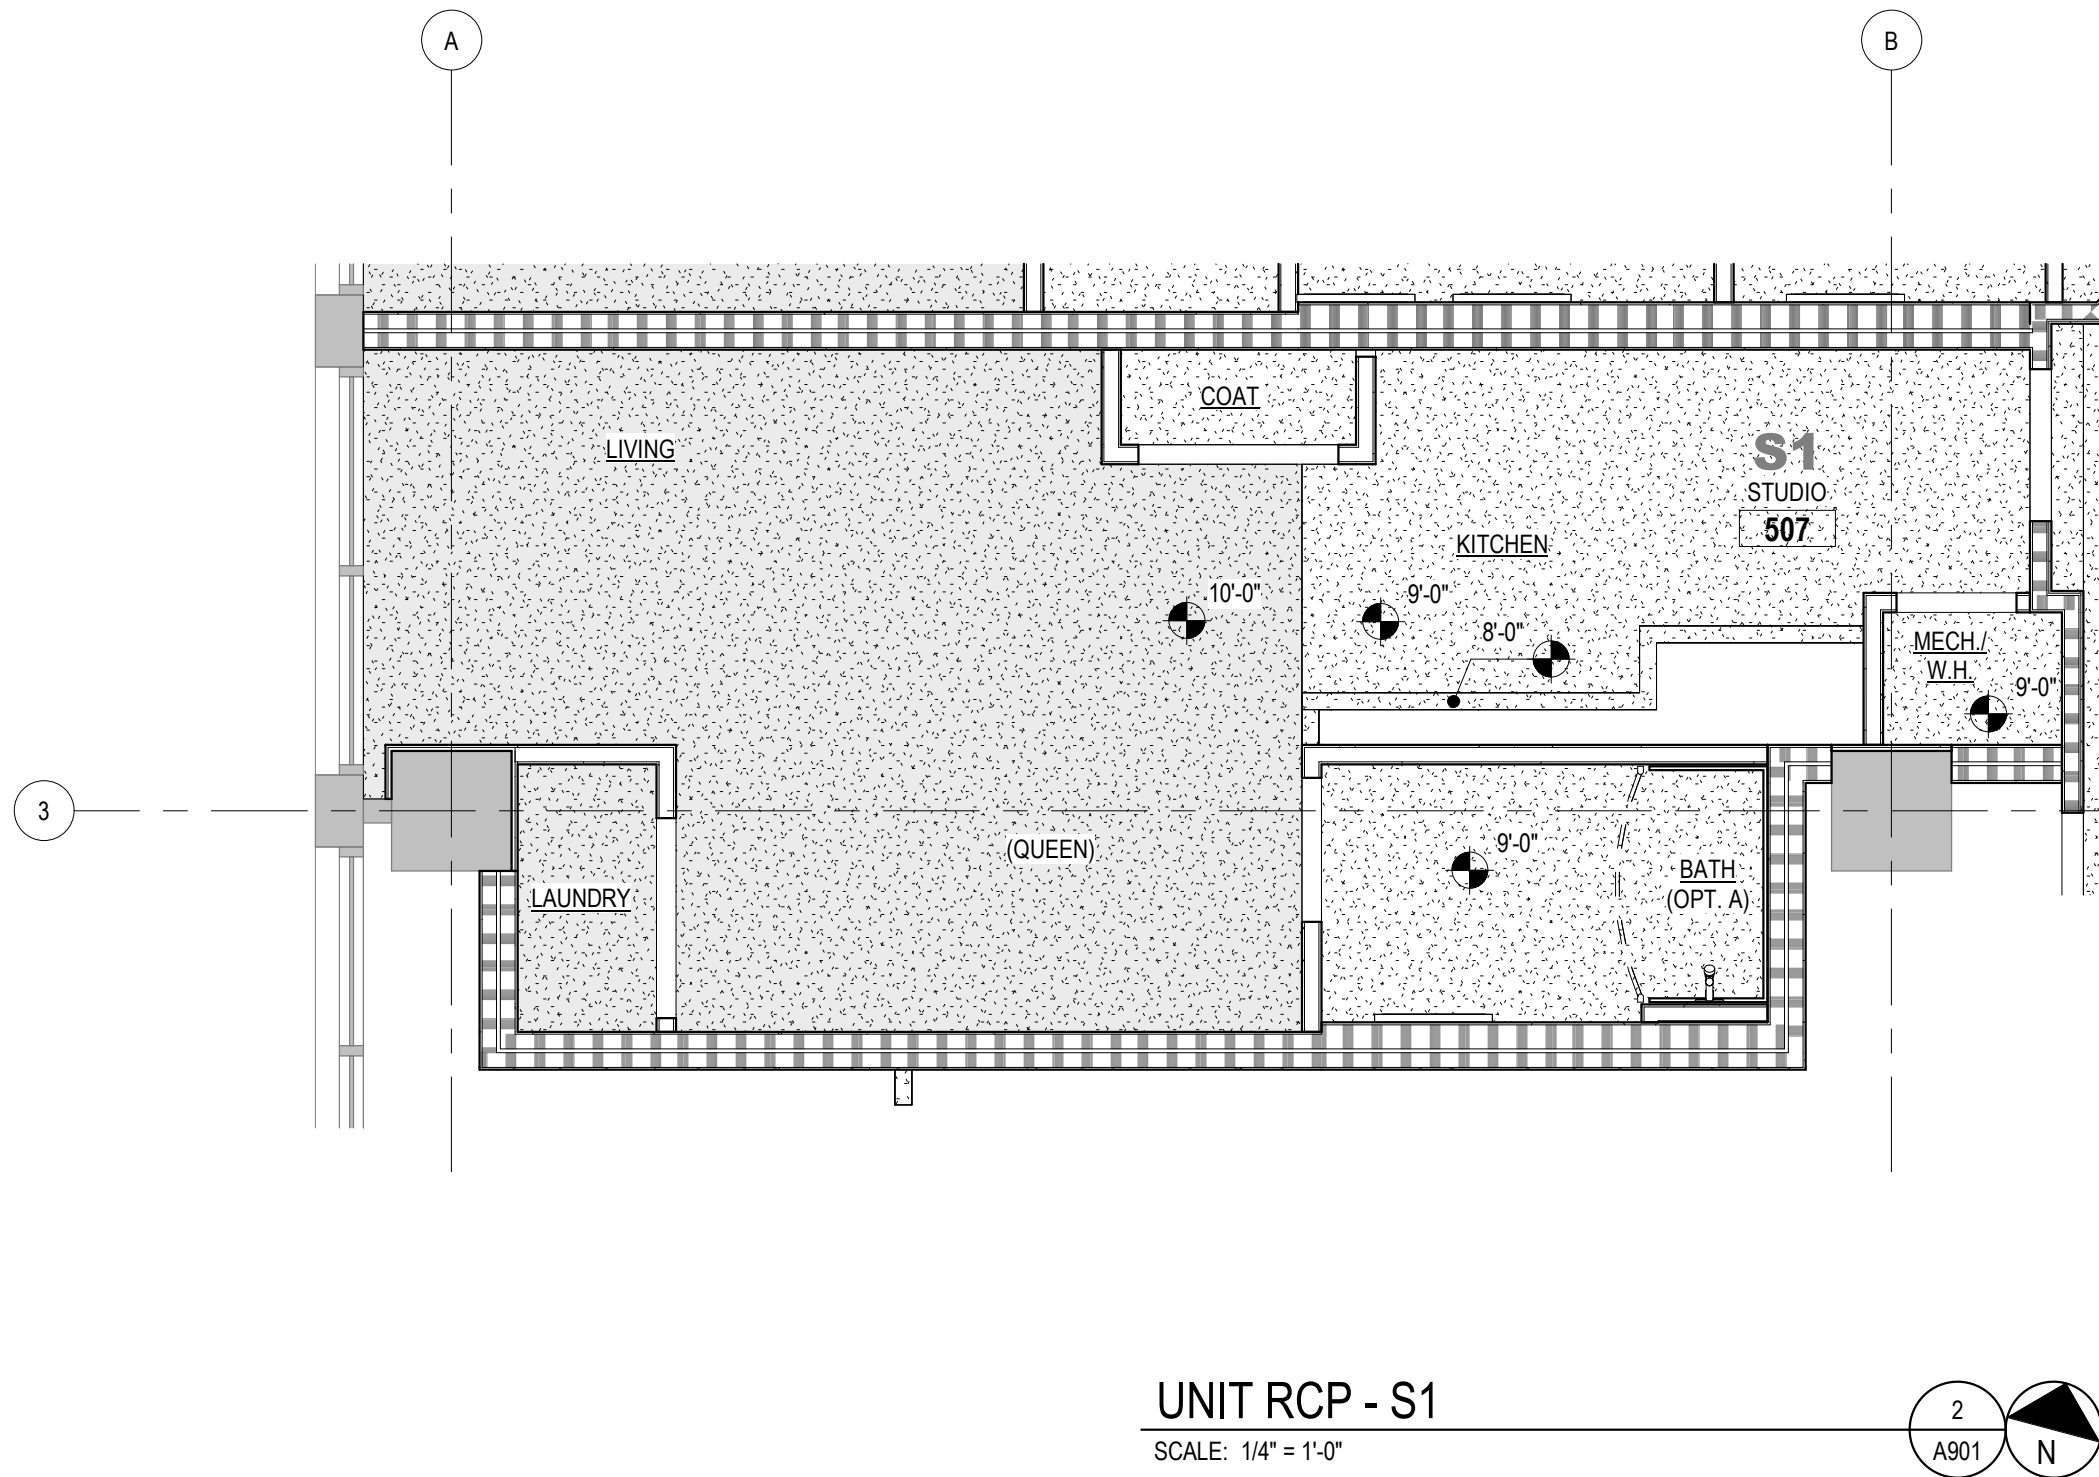 A
B
COAT
LIVING
S1
STUDIO
507
KITCHEN
10'-0"
9'-0"
8'-0"
MECH./
W.H.
9'-0"
3
(QUEEN)
9'-0"
BATH
(OPT. A)
LAUNDRY
UNIT RCP - S1
SCALE: 1/4" = 1'-0"
2
A901
N